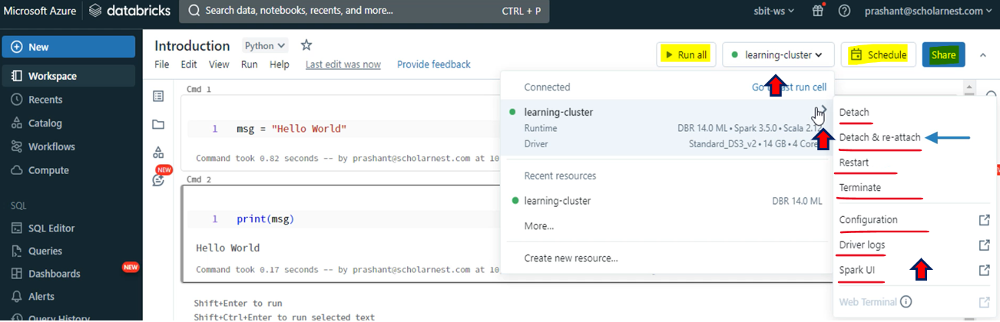 Microsoft Azure databricks Search data, notebooks, recents, and more... CTRL + P sbit-ws prashant@scholarnest.com
New
Workspace
Recents
Catalog
Workflows
Compute
NEW
SQL
SQL Editor
Queries
Dashboards NEW
Alerts
Query History
Introduction Python
File Edit View Run Help Last edit was now Provide feedback
Run all learning-cluster Schedule Share
Cmd 1
1 msg = "Hello World"
Command took 0.82 seconds -- by prashant@scholarnest.com at 10
Cmd 2
1 print(msg)
Hello World
Command took 0.17 seconds -- by prashant@scholarnest.com at 10
Shift+Enter to run
Shift+Ctrl+Enter to run selected text
Connected Go run cell
learning-cluster
Runtime DBR 14.0 ML • Spark 3.5.0 • Scala 2.12
Driver Standard_DS3_v2 • 14 GB • 4 Core
Recent resources
learning-cluster DBR 14.0 ML
More...
Create new resource...
Detach
Detach & re-attach
Restart
Terminate
Configuration
Driver logs
Spark UI
Web Terminal